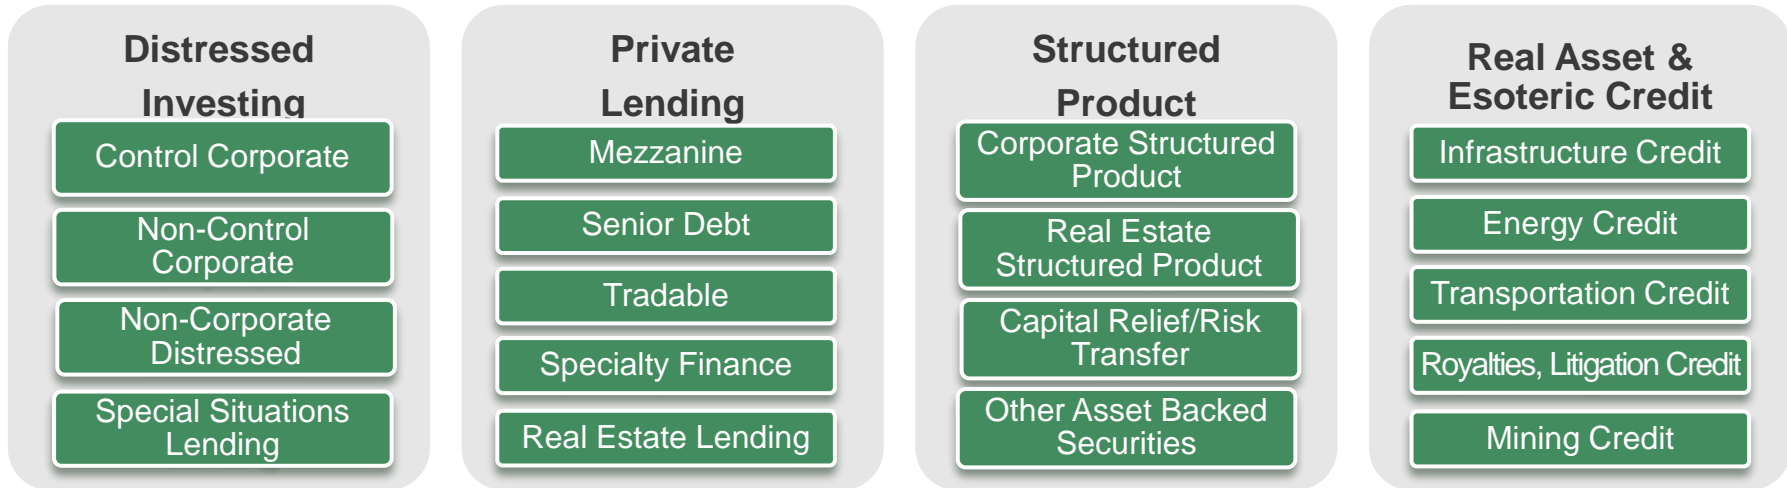 Distressed
Investing
Control Corporate
Non-Control
Corporate
Non-Corporate
Distressed
Special Situations
Lending
Private
Lending
Mezzanine
Senior Debt
Tradable
Specialty Finance
Real Estate Lending
Structured
Product
Corporate Structured
Product
Real Estate
Structured Product
Capital Relief/Risk
Transfer
Other Asset Backed
Securities
Real Asset &
Esoteric Credit
Infrastructure Credit
Energy Credit
Transportation Credit
Royalties, Litigation Credit
Mining Credit